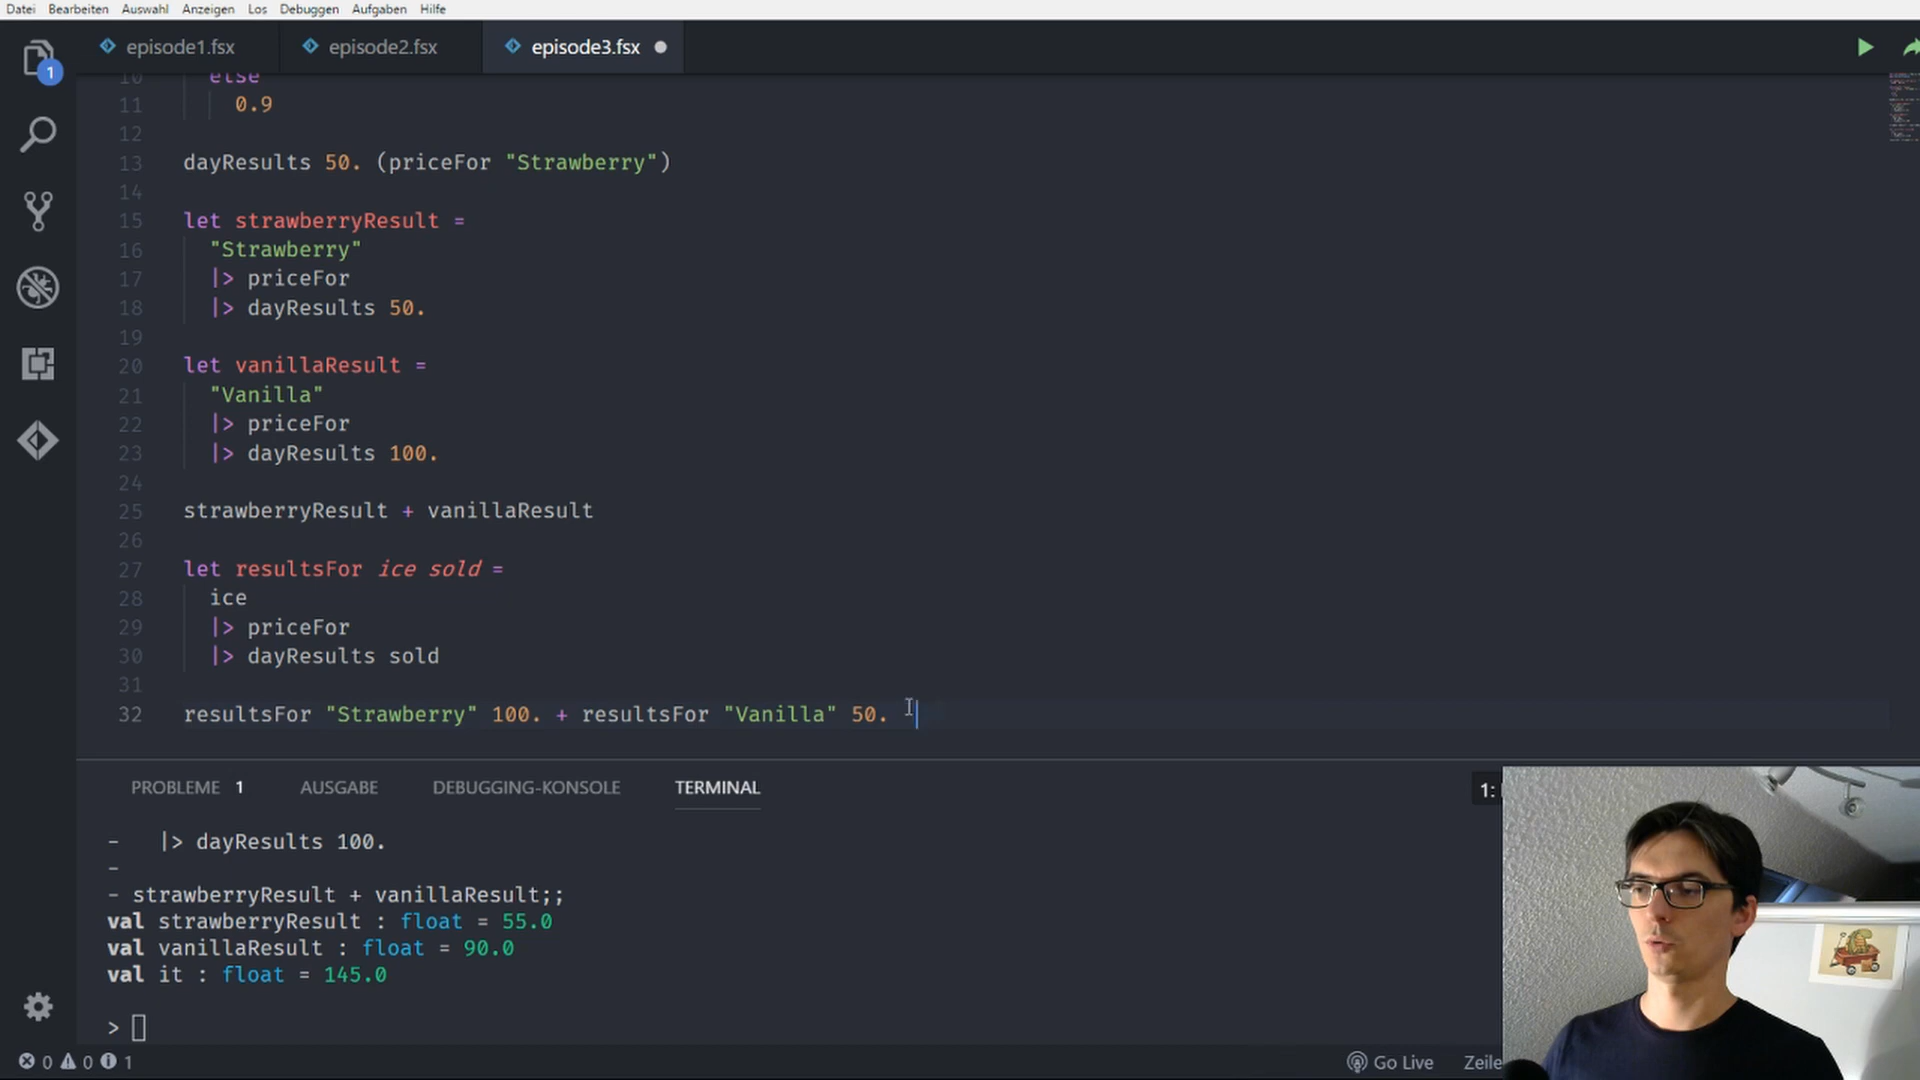 Datei Bearbeiten Auswahl Anzeigen Los Debuggen Aufgaben Hilfe
episode1.fsx episode2.fsx episode3.fsx
1
10 else
11 0.9
12
13 dayResults 50. (priceFor "Strawberry")
14
15 let strawberryResult =
16 "Strawberry"
17 |> priceFor
18 |> dayResults 50.
19
20 let vanillaResult =
21 "Vanilla"
22 |> priceFor
23 |> dayResults 100.
24
25 strawberryResult + vanillaResult
26
27 let resultsFor ice sold =
28 ice
29 |> priceFor
30 |> dayResults sold
31
32 resultsFor "Strawberry" 100. + resultsFor "Vanilla" 50.
PROBLEME 1 AUSGABE DEBUGGING-KONSOLE TERMINAL 1:
- |> dayResults 100.
-
- strawberryResult + vanillaResult;;
val strawberryResult : float = 55.0
val vanillaResult : float = 90.0
val it : float = 145.0
>
0 0 1 Go Live Zeile